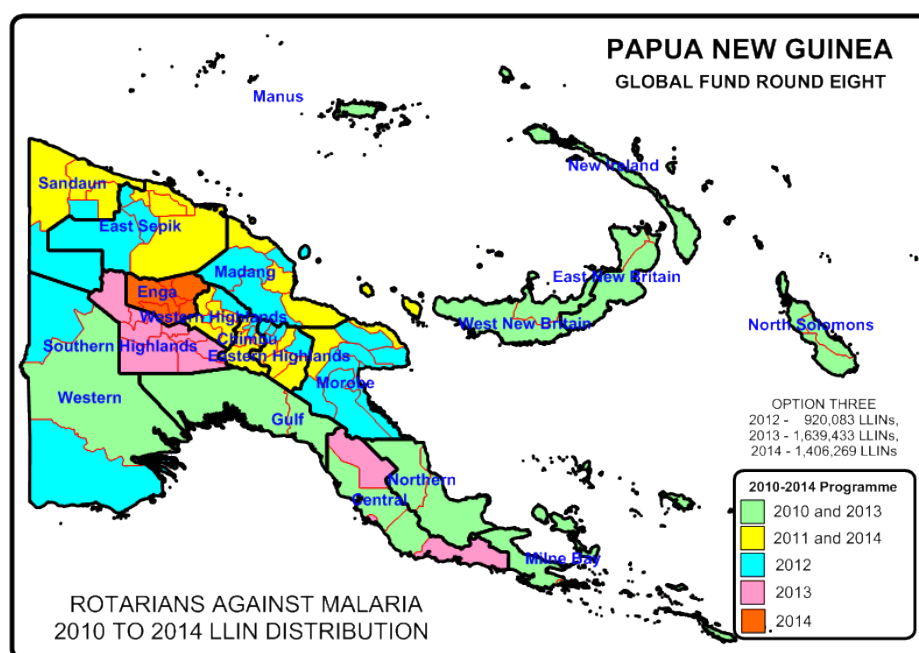 PAPUA NEW GUINEA
GLOBAL FUND ROUND EIGHT
Manus
New Ireland
Sandaun
East Sepik
Madang
East New Britain
Enga
Western Highlands
West New Britain
North Solomons
Chimbu
Southern Highlands
Eastern Highlands
Morobe
Western
Gulf
Northern
Central
Milne Bay
OPTION THREE
2012 - 920,083 LLINs,
2013 - 1,639,433 LLINs,
2014 - 1,406,269 LLINs
2010-2014 Programme
2010 and 2013
2011 and 2014
2012
2013
2014
ROTARIANS AGAINST MALARIA
2010 TO 2014 LLIN DISTRIBUTION